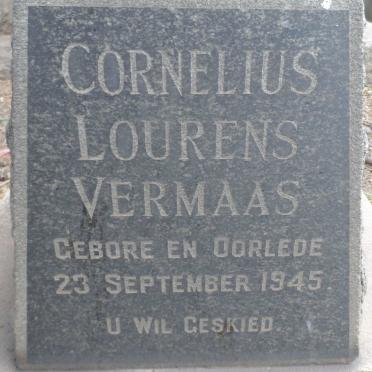 CORNELIUS
LOURENS
VERMAAS
GEBORE EN OORLEDE
23 SEPTEMBER 1945.
U WIL GESKIED.